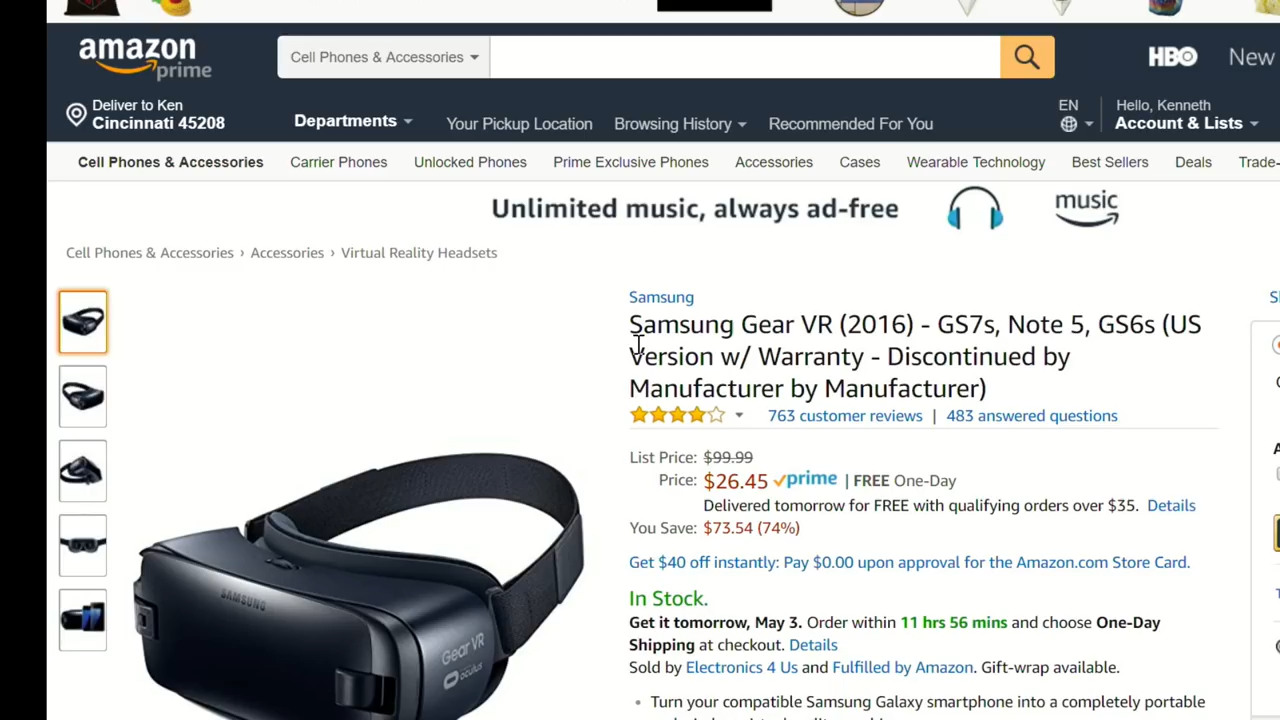 amazon
prime
Cell Phones & Accessories
HBO New
Deliver to Ken
Cincinnati 45208
Departments
Your Pickup Location
Browsing History
Recommended For You
EN
Hello, Kenneth
Account & Lists
Cell Phones & Accessories
Carrier Phones
Unlocked Phones
Prime Exclusive Phones
Accessories
Cases
Wearable Technology
Best Sellers
Deals
Trade-
Unlimited music, always ad-free
music
Cell Phones & Accessories › Accessories › Virtual Reality Headsets
Samsung
Samsung Gear VR (2016) - GS7s, Note 5, GS6s (US
Version w/ Warranty - Discontinued by
Manufacturer by Manufacturer)
763 customer reviews | 483 answered questions
List Price: $99.99
Price: $26.45 prime | FREE One-Day
Delivered tomorrow for FREE with qualifying orders over $35. Details
You Save: $73.54 (74%)
Get $40 off instantly: Pay $0.00 upon approval for the Amazon.com Store Card.
In Stock.
Get it tomorrow, May 3. Order within 11 hrs 56 mins and choose One-Day
Shipping at checkout. Details
Sold by Electronics 4 Us and Fulfilled by Amazon. Gift-wrap available.
• Turn your compatible Samsung Galaxy smartphone into a completely portable
SAMSUNG
Gear VR
oculus